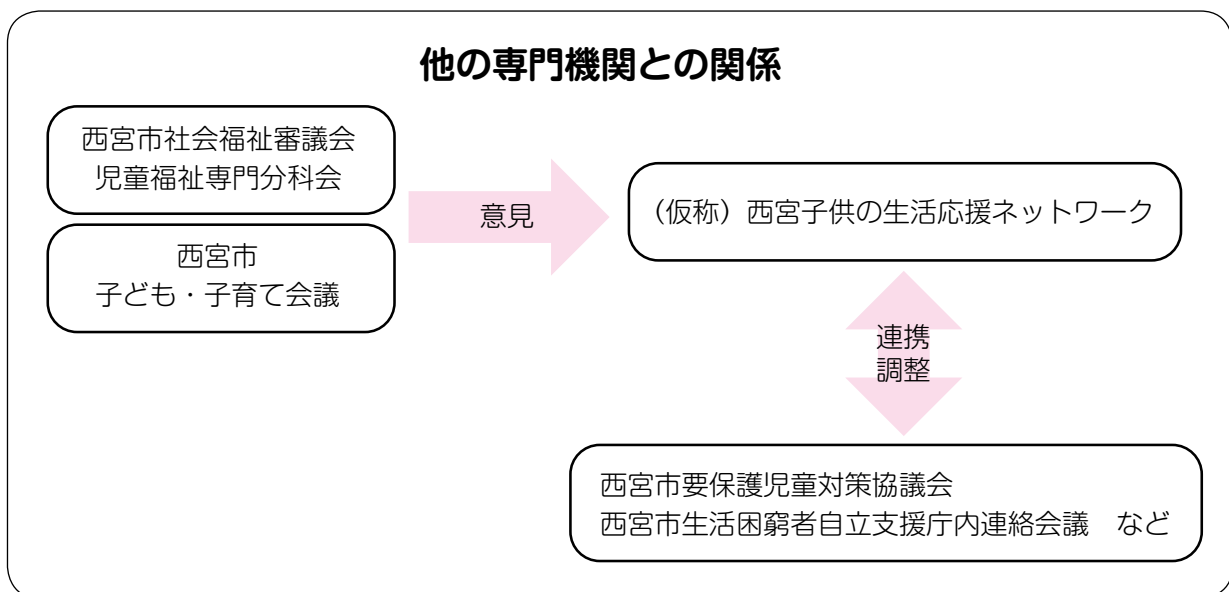 他の専門機関との関係
西宮市社会福祉審議会
児童福祉専門分科会
西宮市
子ども・子育て会議
意見
（仮称）西宮子供の生活応援ネットワーク
連携
調整
西宮市要保護児童対策協議会
西宮市生活困窮者自立支援庁内連絡会議　など